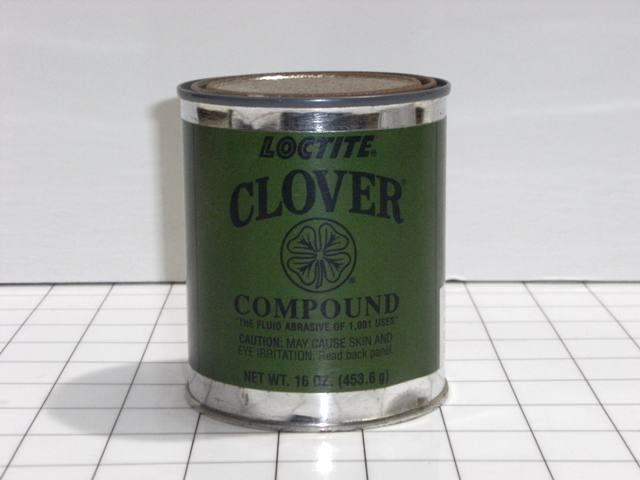 LOCTITE®
CLOVER®
®
COMPOUND
"THE FLUID ABRASIVE OF 1,001 USES"
CAUTION: MAY CAUSE SKIN AND
EYE IRRITATION: Read back panel.
NET WT. 16 OZ. (453.6 g)